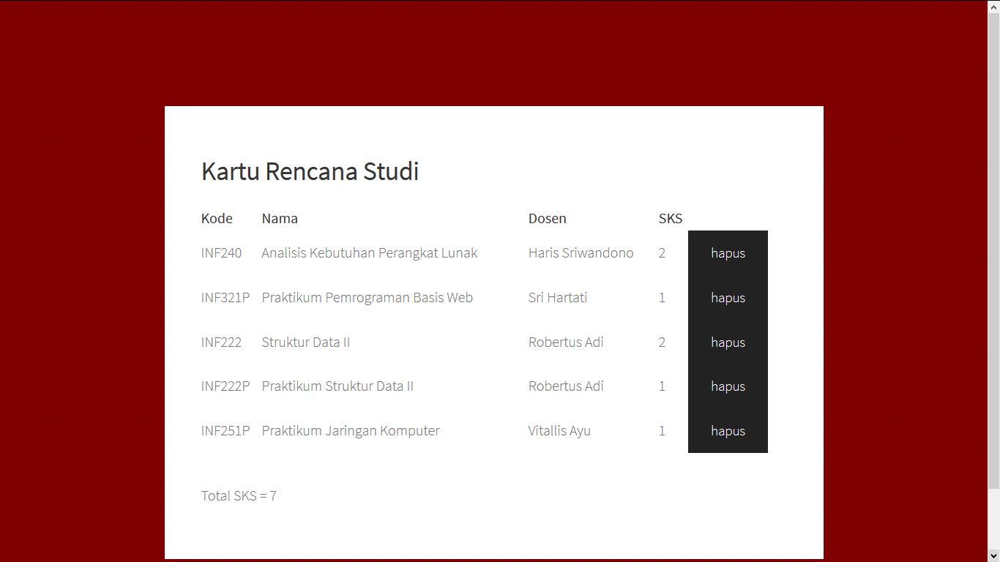 Kartu Rencana Studi
Kode Nama Dosen SKS
INF240 Analisis Kebutuhan Perangkat Lunak Haris Sriwandono 2 hapus
INF321P Praktikum Pemrograman Basis Web Sri Hartati 1 hapus
INF222 Struktur Data II Robertus Adi 2 hapus
INF222P Praktikum Struktur Data II Robertus Adi 1 hapus
INF251P Praktikum Jaringan Komputer Vitallis Ayu 1 hapus
Total SKS = 7